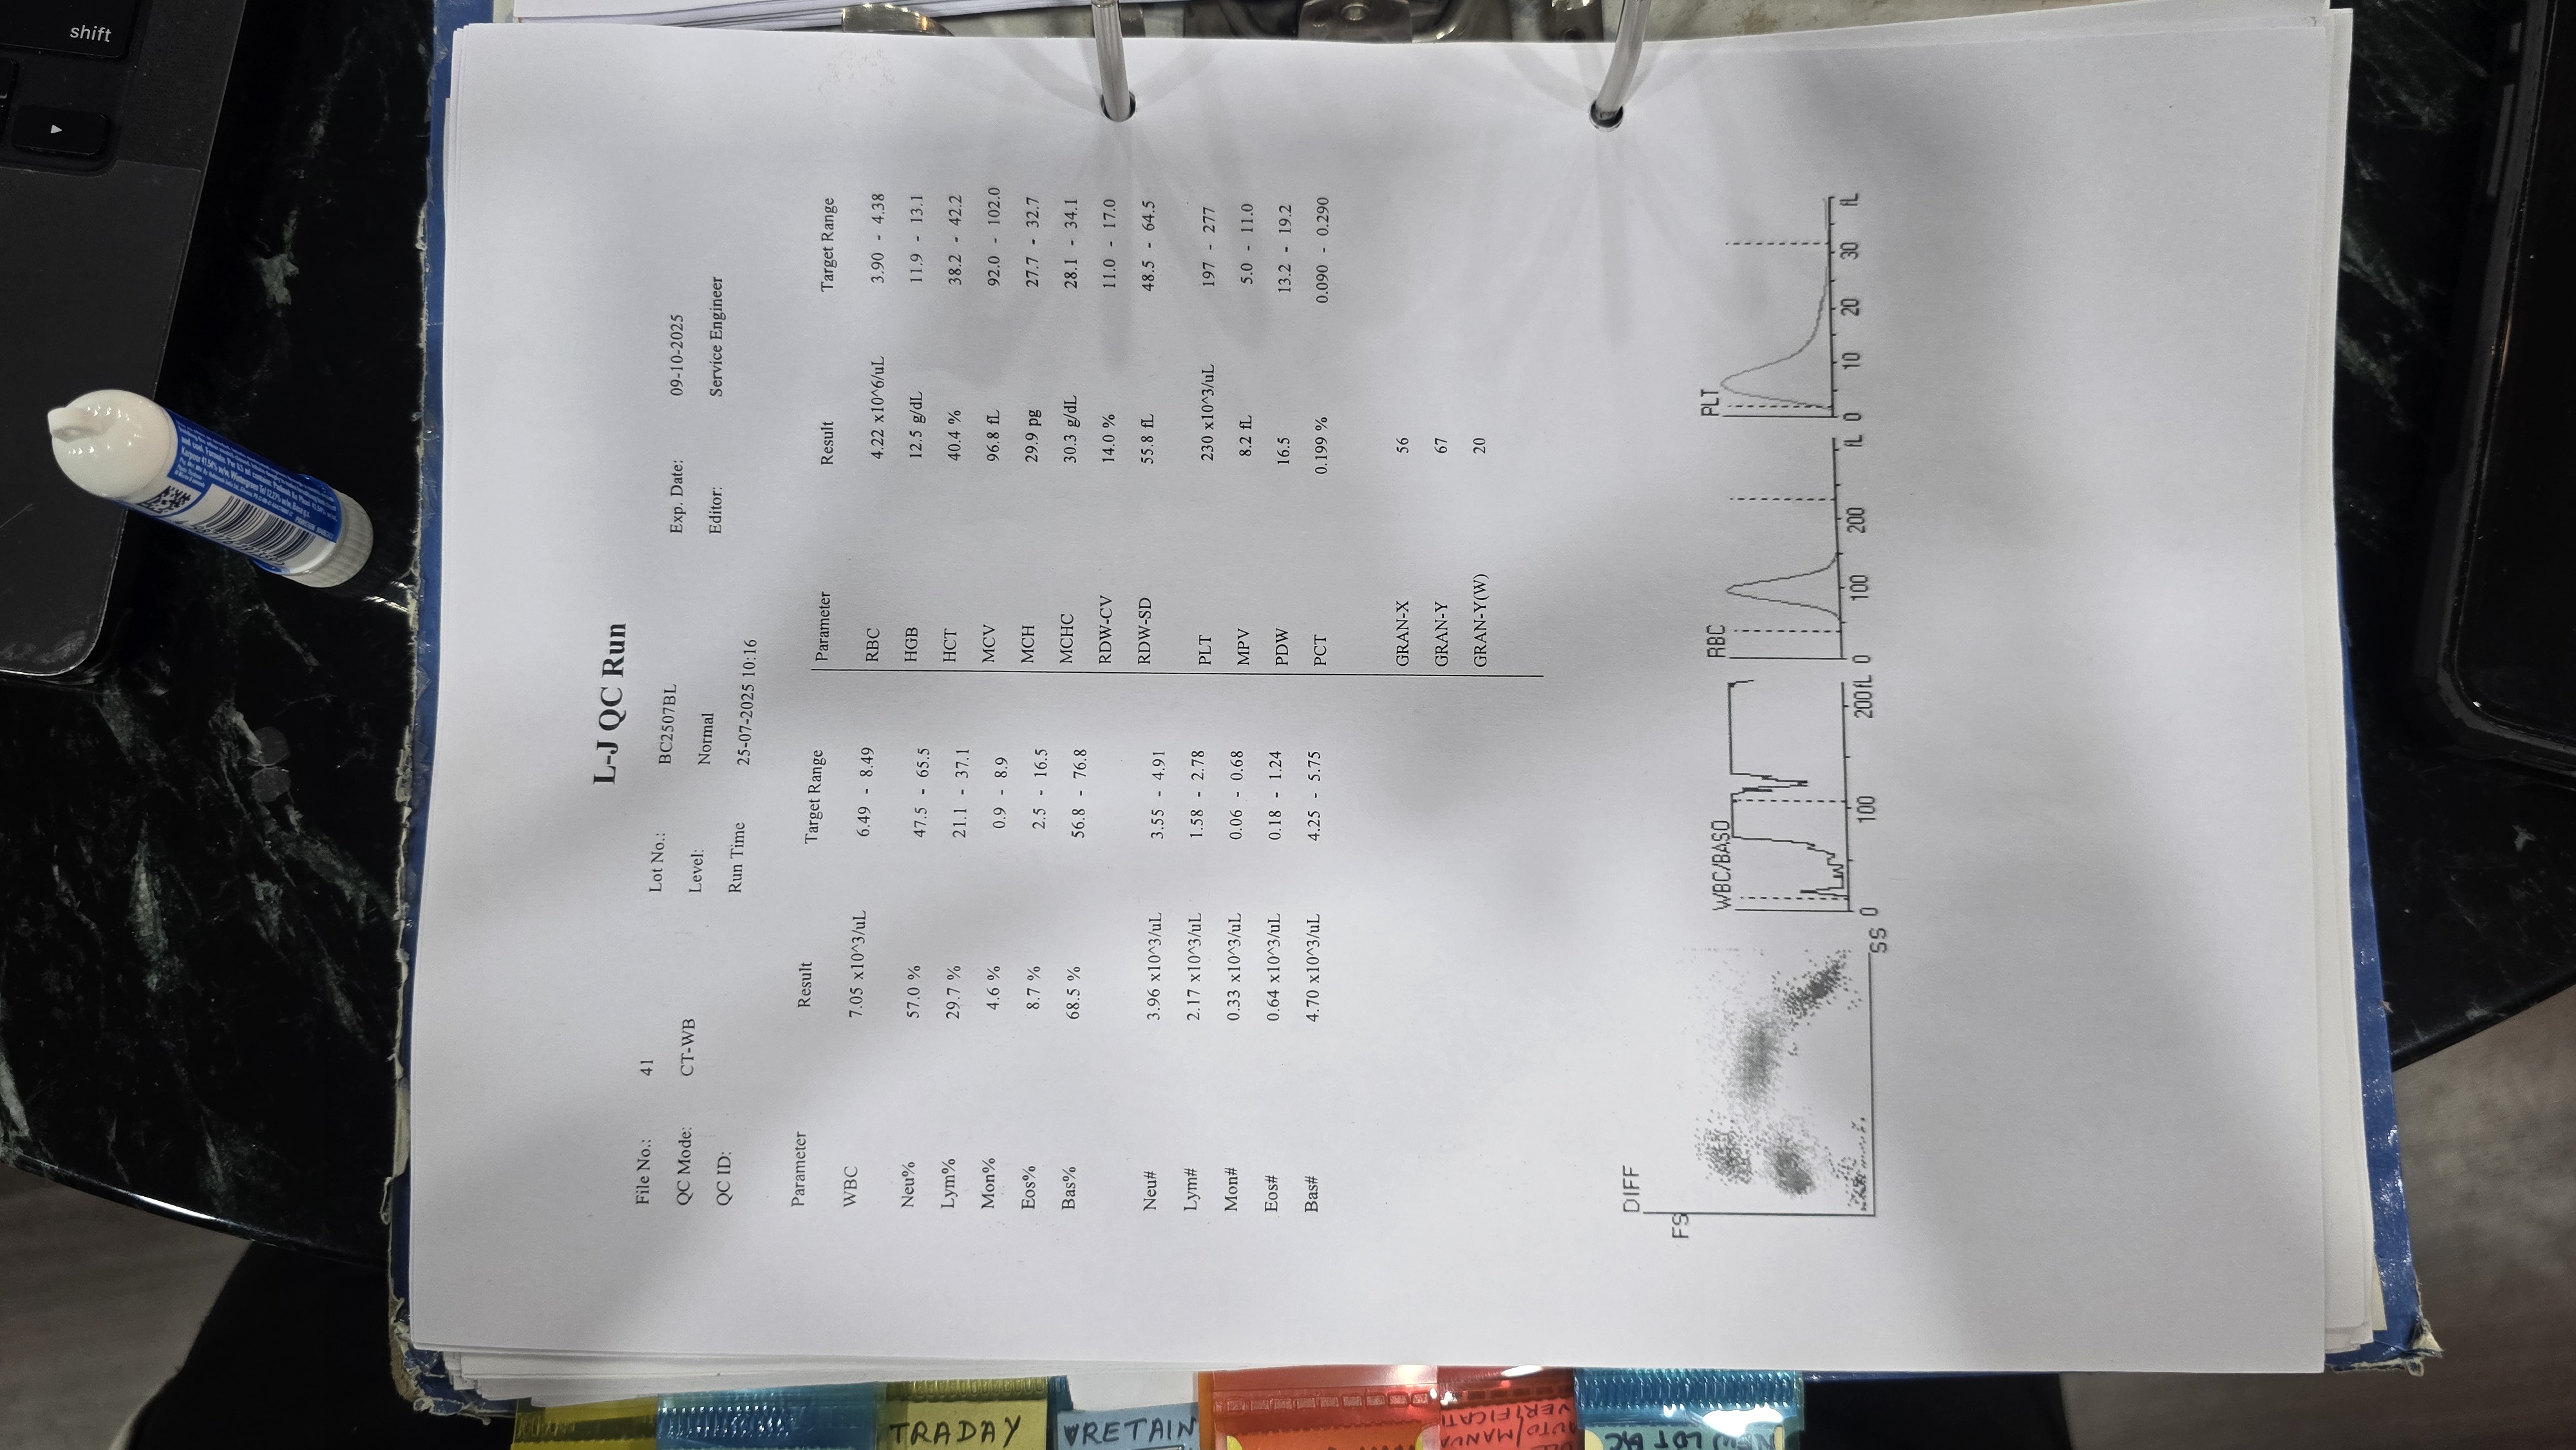 shift
L-J QC Run
File No.: 41 Lot No.: BC2507BL Exp. Date: 09-10-2025
QC Mode: CT-WB Level: Normal Editor: Service Engineer
QC ID: Run Time 25-07-2025 10:16
Parameter Result Target Range
WBC 7.05 x10^3/uL 6.49 - 8.49
Neu% 57.0 % 47.5 - 65.5
Lym% 29.7 % 21.1 - 37.1
Mon% 4.6 % 0.9 - 8.9
Eos% 8.7 % 2.5 - 16.5
Bas% 68.5 % 56.8 - 76.8
Neu# 3.96 x10^3/uL 3.55 - 4.91
Lym# 2.17 x10^3/uL 1.58 - 2.78
Mon# 0.33 x10^3/uL 0.06 - 0.68
Eos# 0.64 x10^3/uL 0.18 - 1.24
Bas# 4.70 x10^3/uL 4.25 - 5.75
Parameter Result Target Range
RBC 4.22 x10^6/uL 3.90 - 4.38
HGB 12.5 g/dL 11.9 - 13.1
HCT 40.4 % 38.2 - 42.2
MCV 96.8 fL 92.0 - 102.0
MCH 29.9 pg 27.7 - 32.7
MCHC 30.3 g/dL 28.1 - 34.1
RDW-CV 14.0 % 11.0 - 17.0
RDW-SD 55.8 fL 48.5 - 64.5
PLT 230 x10^3/uL 197 - 277
MPV 8.2 fL 5.0 - 11.0
PDW 16.5 13.2 - 19.2
PCT 0.199 % 0.090 - 0.290
GRAN-X 56
GRAN-Y 67
GRAN-Y(W) 20
DIFF
FS
SS
WBC/BASO
0 100 200fL
RBC
0 100 200 fL
PLT
0 10 20 30 fL
TRADAY
RETAIN
AUTO/MANUA
VERIFICATI
LOT